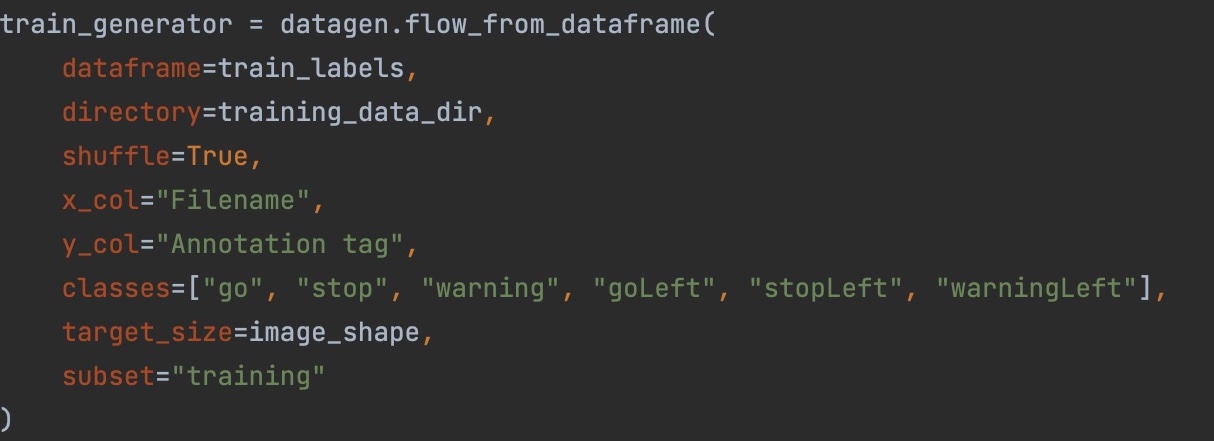 train_generator = datagen.flow_from_dataframe(
    dataframe=train_labels,
    directory=training_data_dir,
    shuffle=True,
    x_col="Filename",
    y_col="Annotation tag",
    classes=["go", "stop", "warning", "goLeft", "stopLeft", "warningLeft"],
    target_size=image_shape,
    subset="training"
)